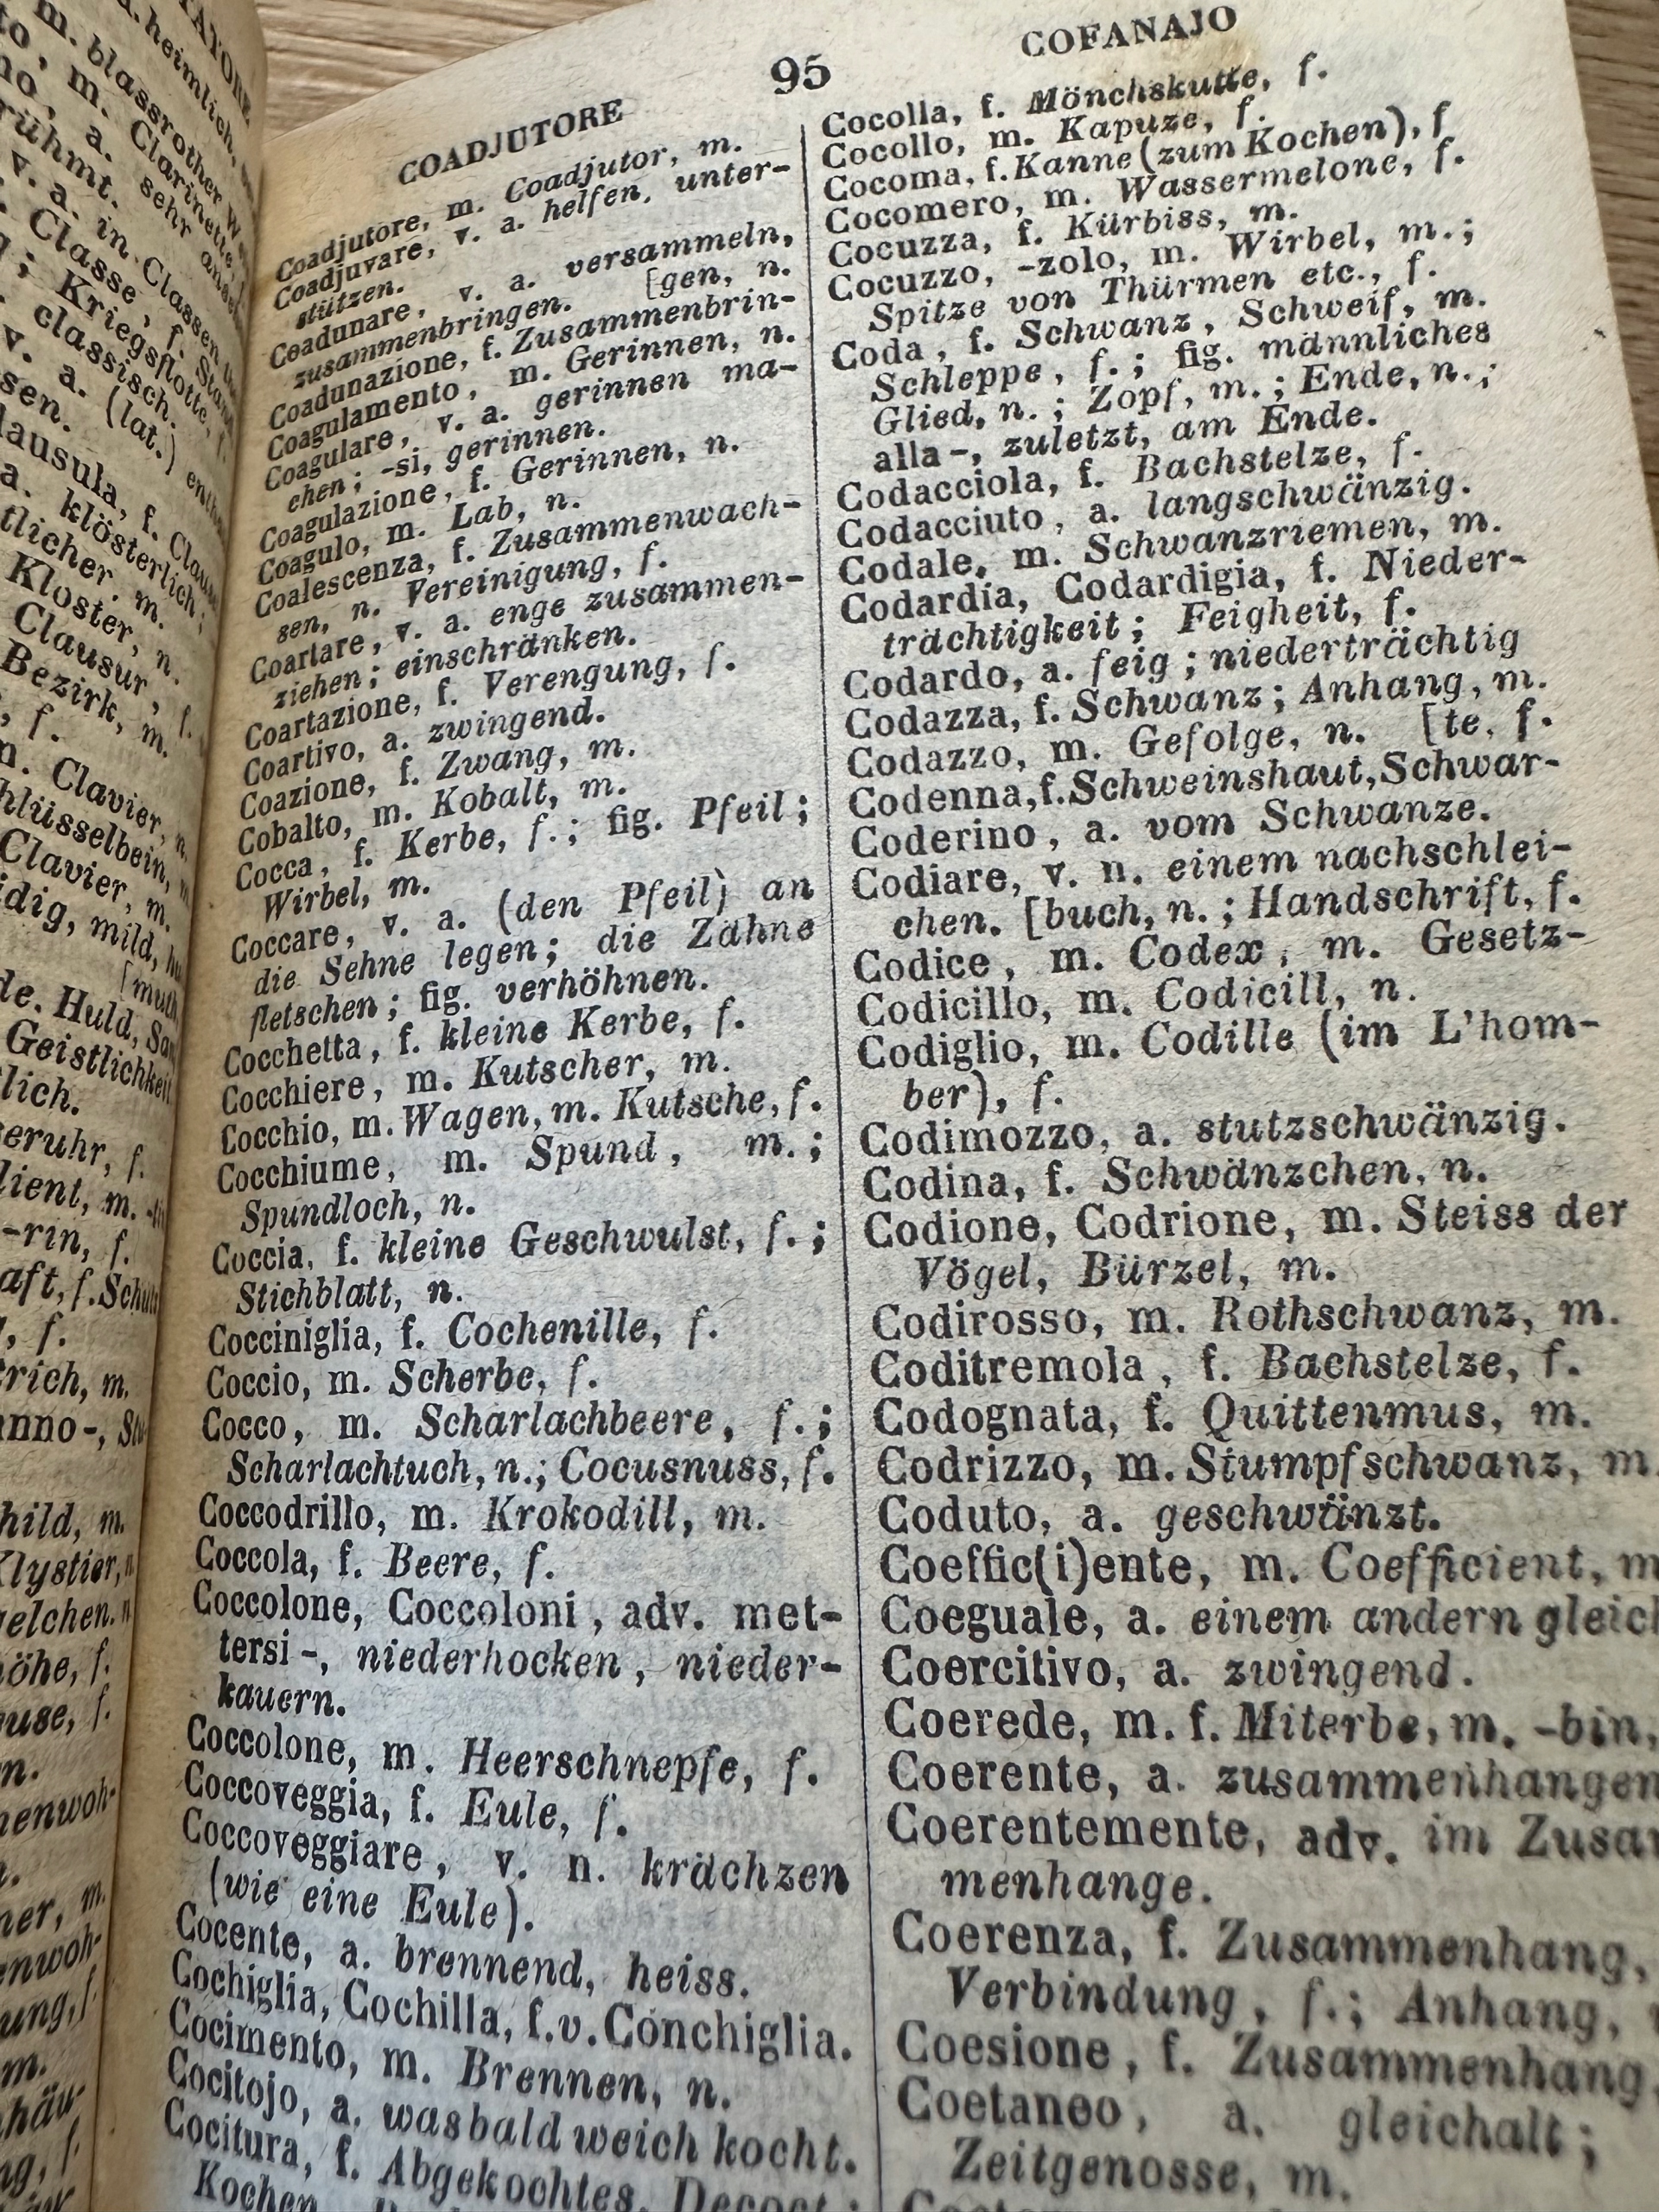 COADJUTORE
95
COFANAJO
Coadjutore, m. Coadjutor, m.
Coadjuvare, v. a. helfen, unter-
stützen.
Coadunare, v. a. versammeln,
zusammenbringen. [gen, n.
Coadunazione, f. Zusammenbrin-
Coagulamento, m. Gerinnen, n.
Coagulare, v. a. gerinnen ma-
chen; -si, gerinnen.
Coagulazione, f. Gerinnen, n.
Coagulo, m. Lab, n.
Coalescenza, f. Zusammenwach-
sen, n. Vereinigung, f.
Coartare, v. a. enge zusammen-
ziehen; einschränken.
Coartazione, f. Verengung, f.
Coartivo, a. zwingend.
Coazione, f. Zwang, m.
Cobalto, m. Kobalt, m.
Cocca, f. Kerbe, f.; fig. Pfeil;
Wirbel, m.
Coccare, v. a. (den Pfeil) an
die Sehne legen; die Zähne
fletschen; fig. verhöhnen.
Cocchetta, f. kleine Kerbe, f.
Cocchiere, m. Kutscher, m.
Cocchio, m. Wagen, m. Kutsche, f.
Cocchiume, m. Spund, m.;
Spundloch, n.
Coccia, f. kleine Geschwulst, f.;
Stichblatt, n.
Cocciniglia, f. Cochenille, f.
Coccio, m. Scherbe, f.
Cocco, m. Scharlachbeere, f.;
Scharlachtuch, n.; Cocusnuss, f.
Coccodrillo, m. Krokodill, m.
Coccola, f. Beere, f.
Coccolone, Coccoloni, adv. met-
tersi -, niederhocken, nieder-
kauern.
Coccolone, m. Heerschnepfe, f.
Coccoveggia, f. Eule, f.
Coccoveggiare, v. n. krächzen
(wie eine Eule).
Cocente, a. brennend, heiss.
Cochiglia, Cochilla, f. v. Conchiglia.
Cocimento, m. Brennen, n.
Cocitojo, a. was bald weich kocht.
Cocitura, f. Abgekochtes, Decoct,
Kochen
Cocolla, f. Mönchskutte, f.
Cocollo, m. Kapuze, f.
Cocoma, f. Kanne (zum Kochen), f
Cocomero, m. Wassermelone, f.
Cocuzza, f. Kürbiss, m.
Cocuzzo, -zolo, m. Wirbel, m.;
Spitze von Thürmen etc., f.
Coda, f. Schwanz, Schweif, m.
Schleppe, f.; fig. männliches
Glied, n.; Zopf, m.; Ende, n.;
alla -, zuletzt, am Ende.
Codacciola, f. Bachstelze, f.
Codacciuto, a. langschwänzig.
Codale, m. Schwanzriemen, m.
Codardia, Codardigia, f. Nieder-
trächtigkeit; Feigheit, f.
Codardo, a. feig; niederträchtig
Codazza, f. Schwanz; Anhang, m.
Codazzo, m. Gefolge, n. [te, f.
Codenna, f. Schweinshaut, Schwar-
Coderino, a. vom Schwanze.
Codiare, v. n. einem nachschlei-
chen. [buch, n.; Handschrift, f.
Codice, m. Codex, m. Gesetz-
Codicillo, m. Codicill, n.
Codiglio, m. Codille (im L'hom-
ber), f.
Codimozzo, a. stutzschwänzig.
Codina, f. Schwänzchen, n.
Codione, Codrione, m. Steiss der
Vögel, Bürzel, m.
Codirosso, m. Rothschwanz, m.
Coditremola, f. Bachstelze, f.
Codognata, f. Quittenmus, m.
Codrizzo, m. Stumpfschwanz, m.
Coduto, a. geschwänzt.
Coeffic(i)ente, m. Coefficient, m
Coeguale, a. einem andern gleich
Coercitivo, a. zwingend.
Coerede, m. f. Miterbe, m. -bin,
Coerente, a. zusammenhangen
Coerentemente, adv. im Zusam
menhange.
Coerenza, f. Zusammenhang,
Verbindung, f.; Anhang,
Coesione, f. Zusammenhang,
Coetaneo, a. gleichalt;
Zeitgenosse, m.